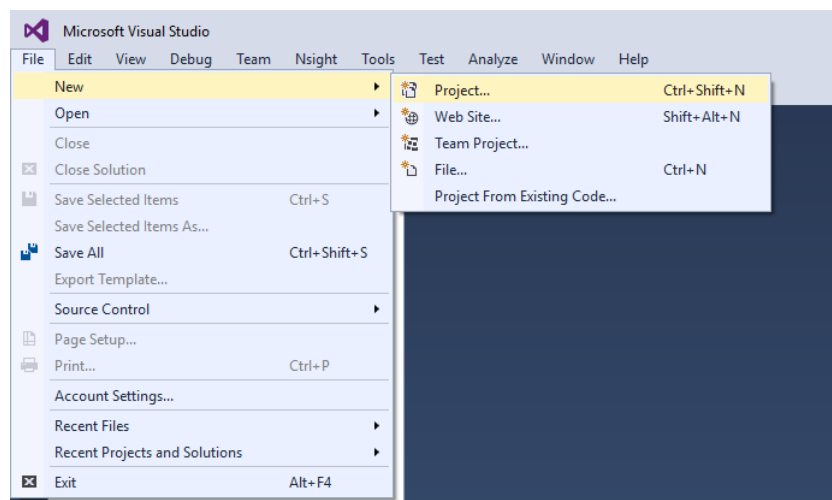 Microsoft Visual Studio
File Edit View Debug Team Nsight Tools Test Analyze Window Help
New
Project... Ctrl+Shift+N
Open
Web Site... Shift+Alt+N
Close
Team Project...
Close Solution
File... Ctrl+N
Save Selected Items Ctrl+S
Project From Existing Code...
Save Selected Items As...
Save All Ctrl+Shift+S
Export Template...
Source Control
Page Setup...
Print... Ctrl+P
Account Settings...
Recent Files
Recent Projects and Solutions
Exit Alt+F4